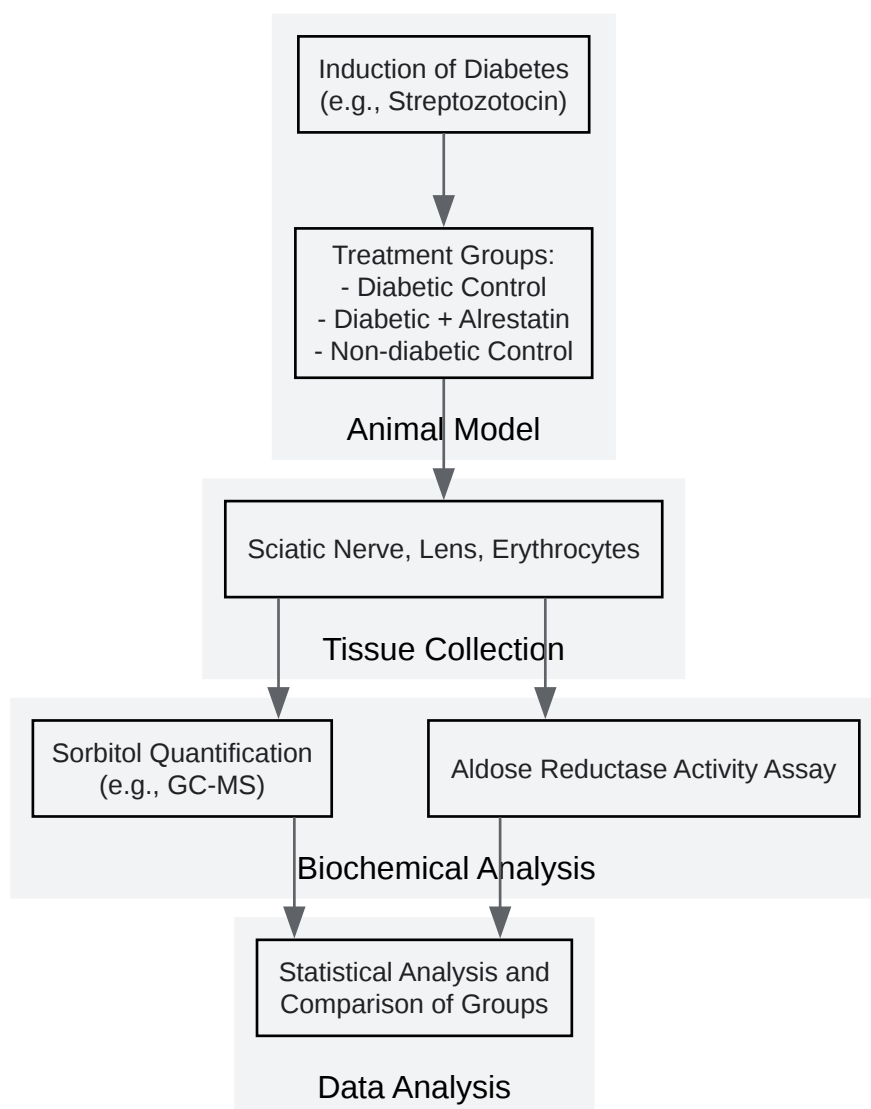 Induction of Diabetes
(e.g., Streptozotocin)
Treatment Groups:
- Diabetic Control
- Diabetic + Alrestatin
- Non-diabetic Control
Animal Model
Sciatic Nerve, Lens, Erythrocytes
Tissue Collection
Sorbitol Quantification
(e.g., GC-MS)
Aldose Reductase Activity Assay
Biochemical Analysis
Statistical Analysis and
Comparison of Groups
Data Analysis